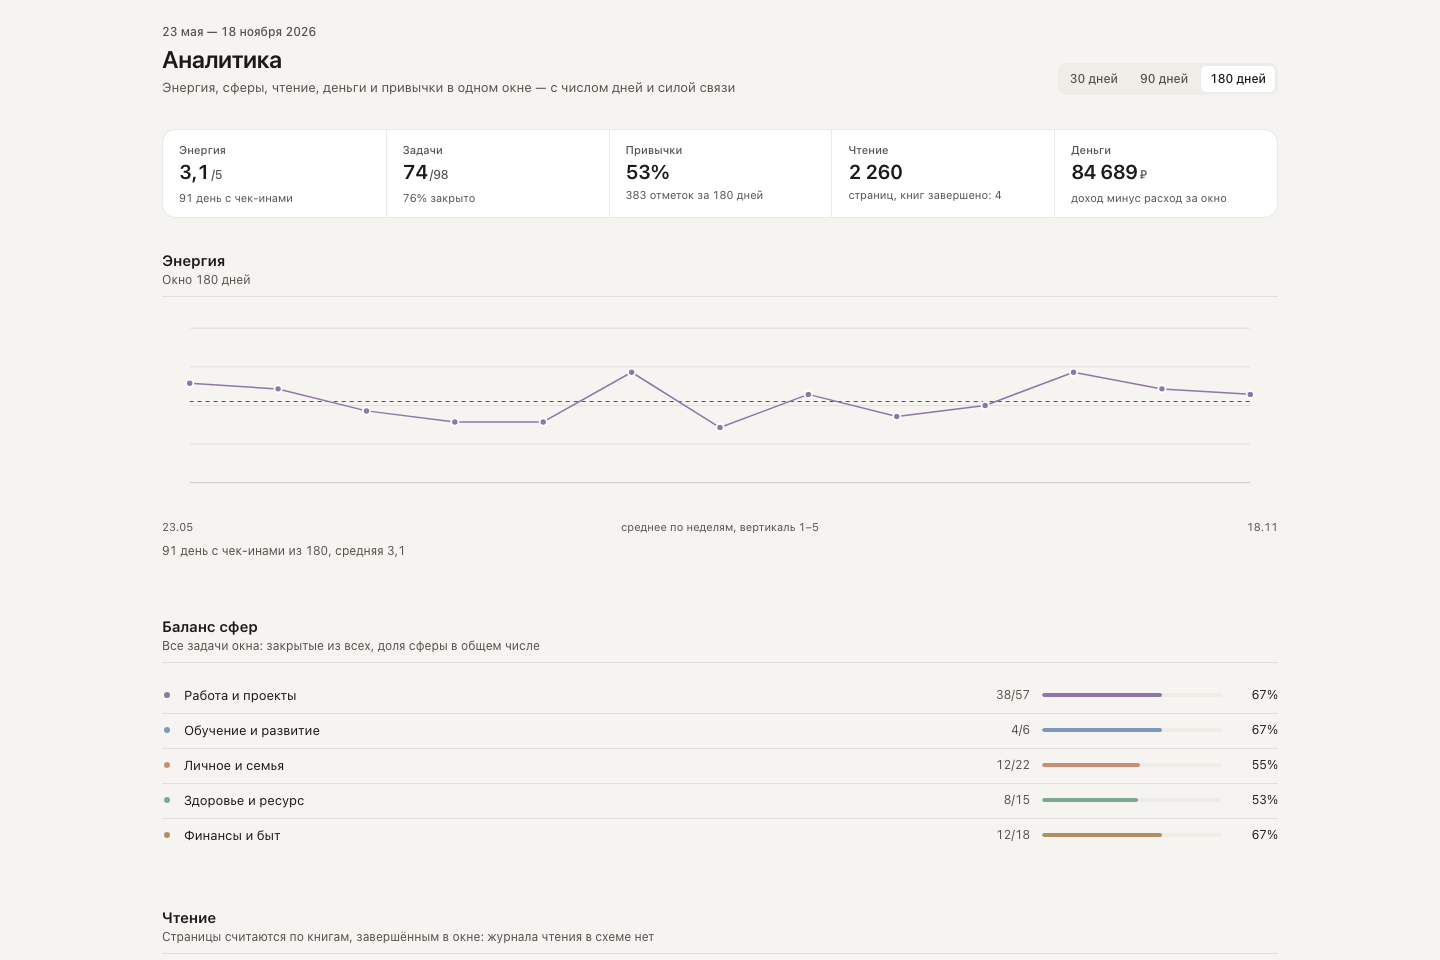 23 мая — 18 ноября 2026
Аналитика
Энергия, сферы, чтение, деньги и привычки в одном окне — с числом дней и силой связи
30 дней
90 дней
180 дней
Энергия
3,1 /5
91 день с чек-инами
Задачи
74 /98
76% закрыто
Привычки
53%
383 отметок за 180 дней
Чтение
2 260
страниц, книг завершено: 4
Деньги
84 689 ₽
доход минус расход за окно
Энергия
Окно 180 дней
23.05
среднее по неделям, вертикаль 1–5
18.11
91 день с чек-инами из 180, средняя 3,1
Баланс сфер
Все задачи окна: закрытые из всех, доля сферы в общем числе
Работа и проекты 38/57 67%
Обучение и развитие 4/6 67%
Личное и семья 12/22 55%
Здоровье и ресурс 8/15 53%
Финансы и быт 12/18 67%
Чтение
Страницы считаются по книгам, завершённым в окне: журнала чтения в схеме нет